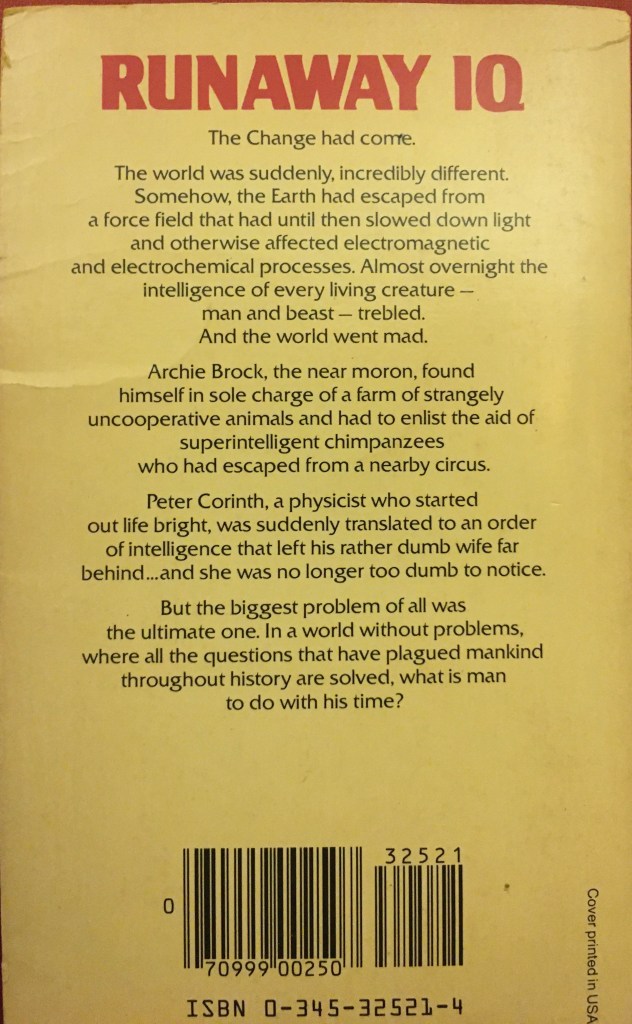 RUNAWAY IQ
The Change had come.
The world was suddenly, incredibly different.
Somehow, the Earth had escaped from
a force field that had until then slowed down light
and otherwise affected electromagnetic
and electrochemical processes. Almost overnight the
intelligence of every living creature —
man and beast — trebled.
And the world went mad.
Archie Brock, the near moron, found
himself in sole charge of a farm of strangely
uncooperative animals and had to enlist the aid of
superintelligent chimpanzees
who had escaped from a nearby circus.
Peter Corinth, a physicist who started
out life bright, was suddenly translated to an order
of intelligence that left his rather dumb wife far
behind...and she was no longer too dumb to notice.
But the biggest problem of all was
the ultimate one. In a world without problems,
where all the questions that have plagued mankind
throughout history are solved, what is man
to do with his time?
32521
0
70999 00250
ISBN 0-345-32521-4
Cover printed in USA